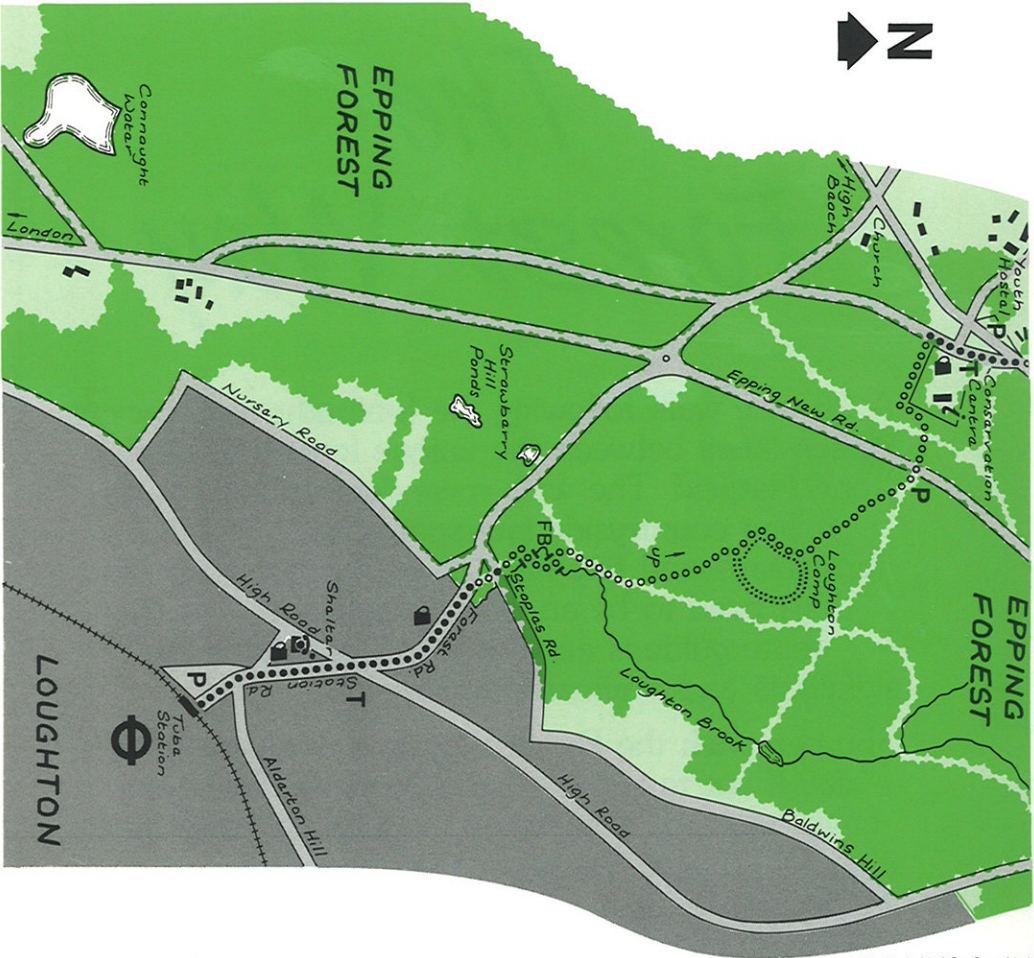 N
EPPING
FOREST
Connaught
Water
London
High
Beach
Church
Youth
Hostel
P
T
Conservation
Centre
i
Epping New Rd.
P
Strawberry
Hill
Ponds
Nursery Road
Loughton
Camp
up
FB
Staples Rd.
EPPING
FOREST
Loughton Brook
Forest Rd.
High Road
Shelter
Station
Rd.
T
P
Tube
Station
LOUGHTON
Alderton Hill
High Road
Baldwins Hill